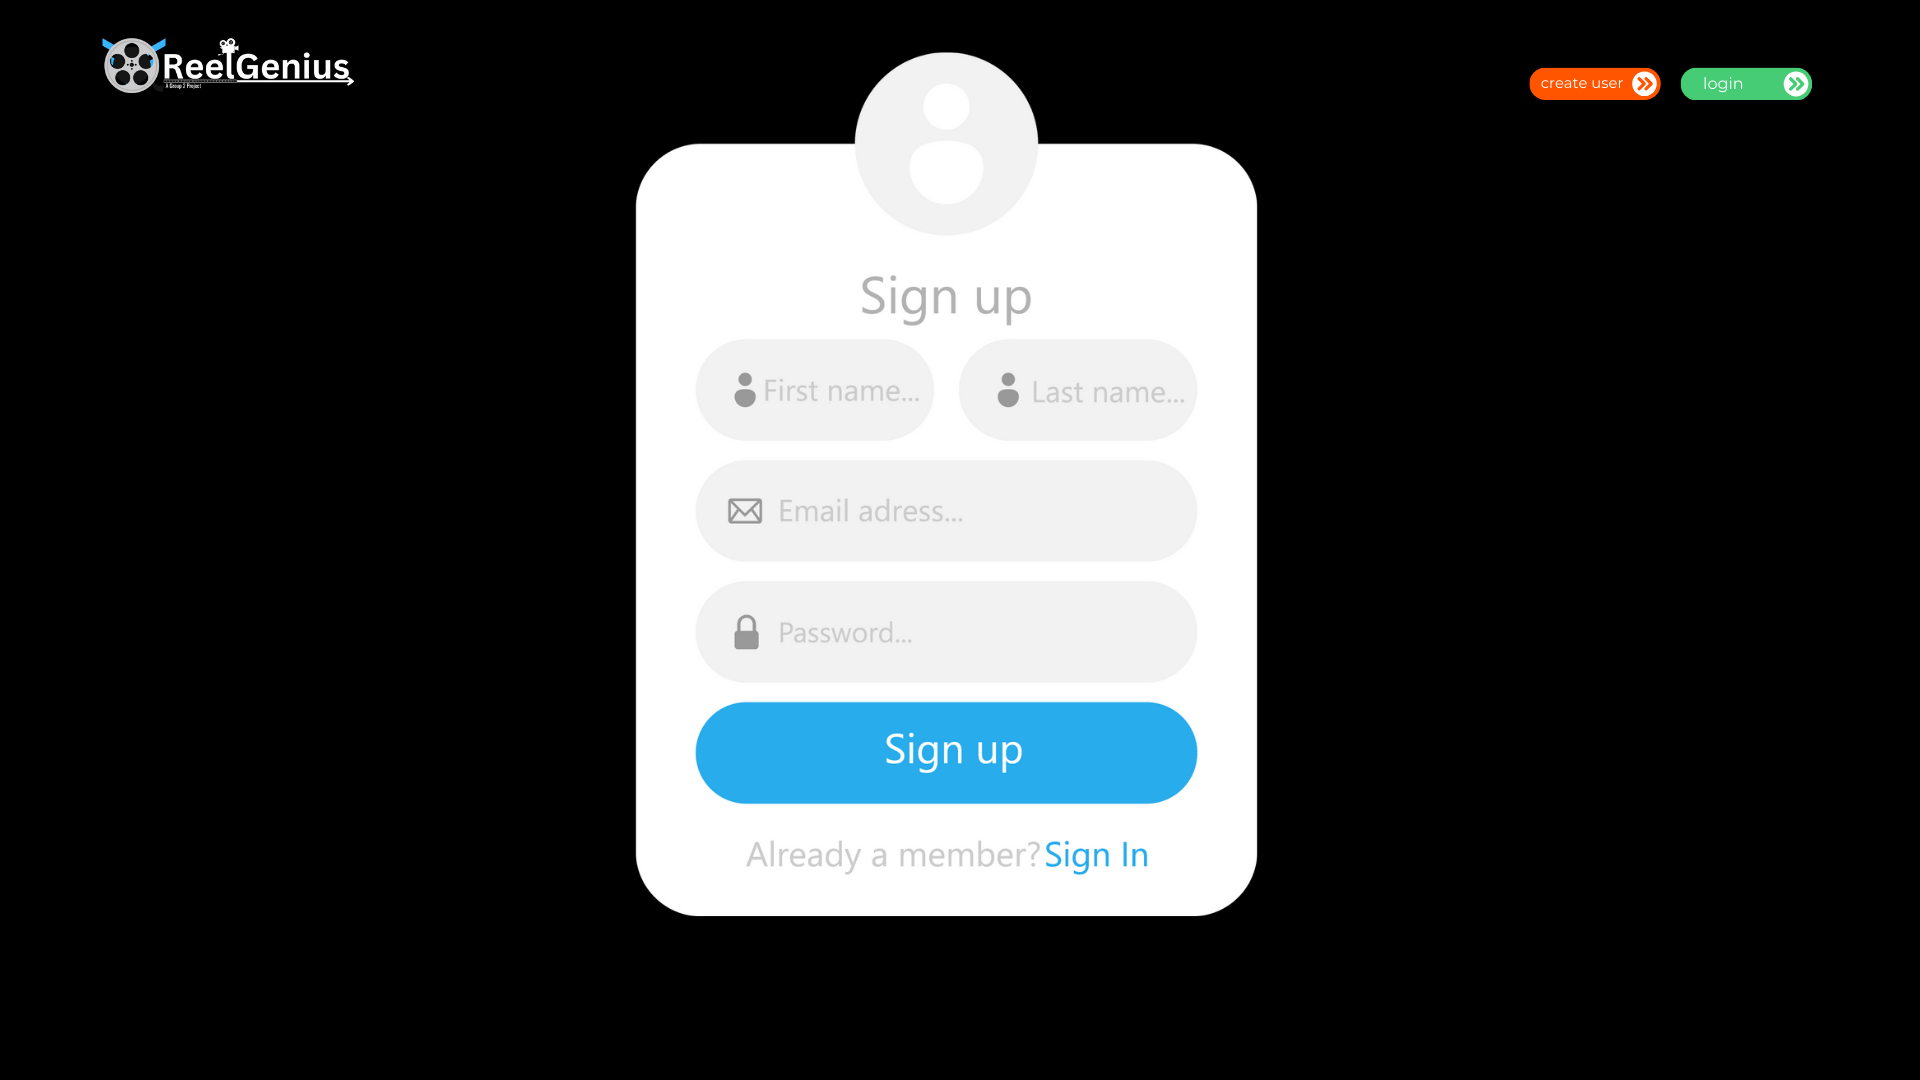 ReelGenius
A Group 2 Project
create user
login
Sign up
First name...
Last name...
Email adress...
Password...
Sign up
Already a member? Sign In